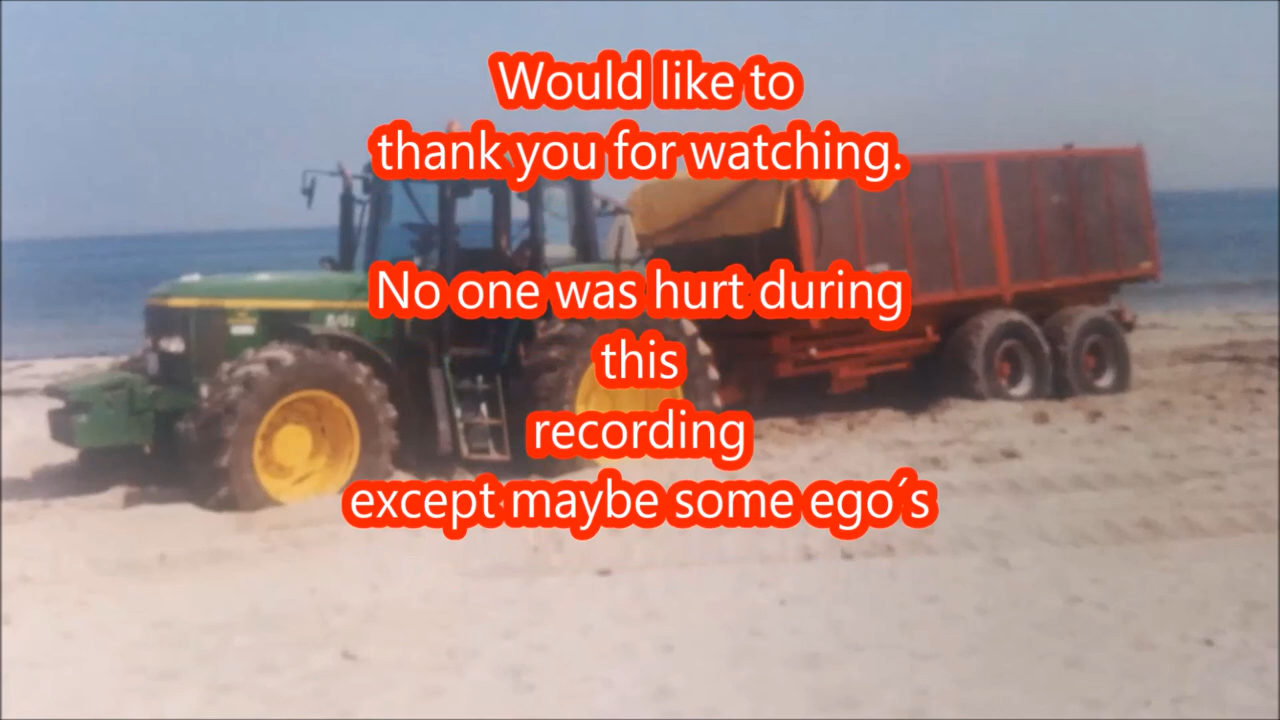 Would like to
thank you for watching.
No one was hurt during
this
recording
except maybe some ego´s